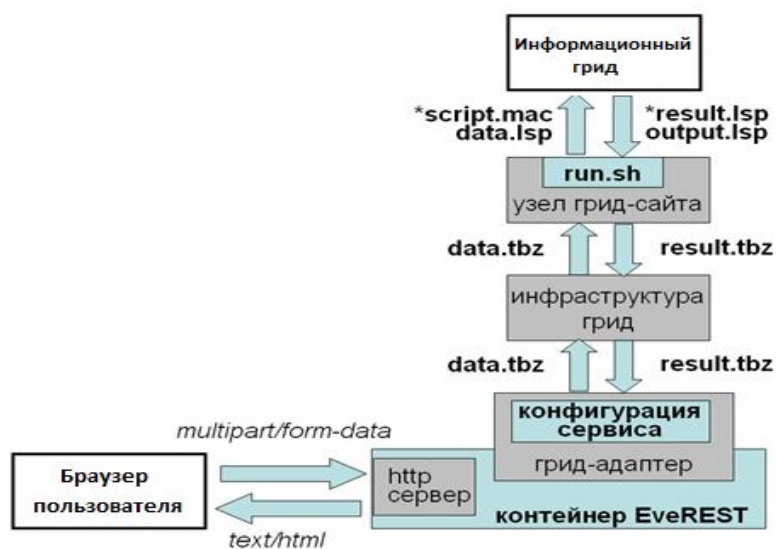 Информационный
грид
*script.mac
data.lsp
*result.lsp
output.lsp
run.sh
узел грид-сайта
data.tbz
result.tbz
инфраструктура
грид
data.tbz
result.tbz
конфигурация
сервиса
грид-адаптер
multipart/form-data
Браузер
пользователя
http
сервер
контейнер EveREST
text/html